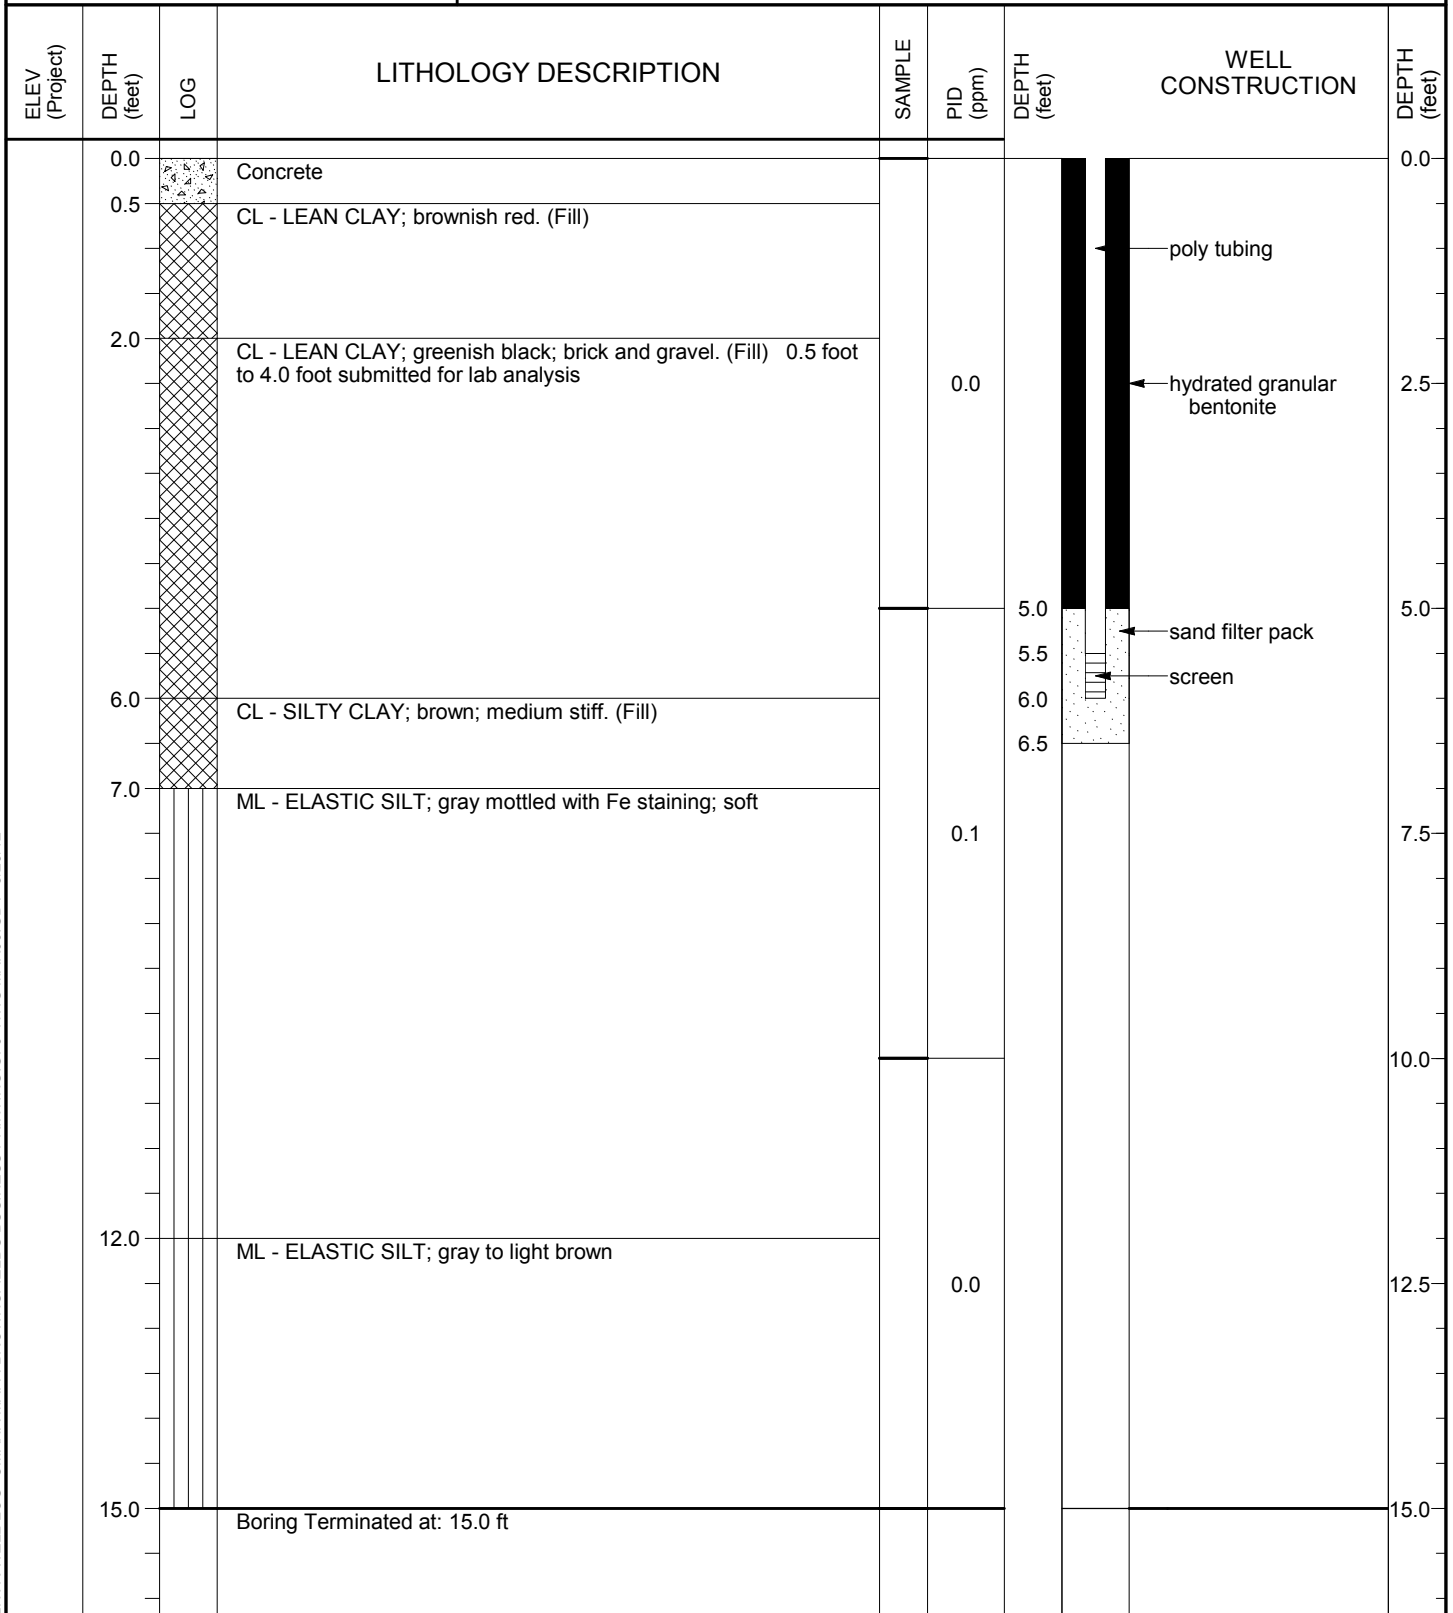 ELEV
(Project)
DEPTH
(feet)
LOG
LITHOLOGY DESCRIPTION
SAMPLE
PID
(ppm)
DEPTH
(feet)
WELL
CONSTRUCTION
DEPTH
(feet)
0.0
Concrete
0.0
0.5
CL - LEAN CLAY; brownish red. (Fill)
poly tubing
2.0
CL - LEAN CLAY; greenish black; brick and gravel. (Fill) 0.5 foot
to 4.0 foot submitted for lab analysis
0.0
hydrated granular
bentonite
2.5
5.0
5.0
sand filter pack
5.5
screen
6.0
6.0
CL - SILTY CLAY; brown; medium stiff. (Fill)
6.5
7.0
ML - ELASTIC SILT; gray mottled with Fe staining; soft
0.1
7.5
10.0
12.0
ML - ELASTIC SILT; gray to light brown
0.0
12.5
15.0
15.0
Boring Terminated at: 15.0 ft